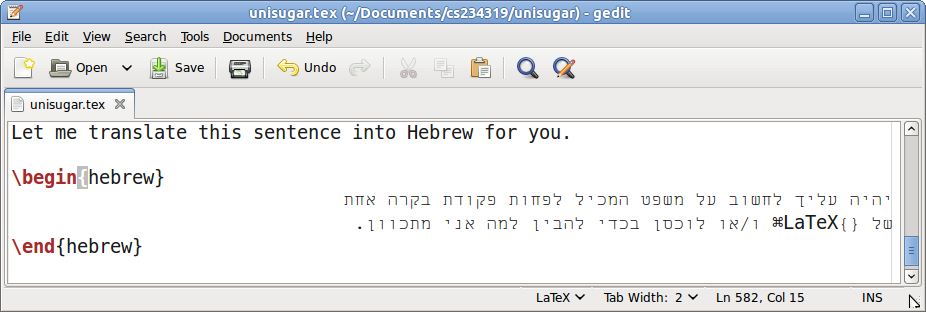 unisugar.tex (~/Documents/cs234319/unisugar) - gedit
File Edit View Search Tools Documents Help
Open Save Undo
unisugar.tex
Let me translate this sentence into Hebrew for you.
\begin{hebrew}
יהיה עליך לחשוב על משפט המכיל לפחות פקודת בקרה אחת
של ⌘LaTeX{} ו/או לוכסן בכדי להבין למה אני מתכוון.
\end{hebrew}
LaTeX Tab Width: 2 Ln 582, Col 15 INS